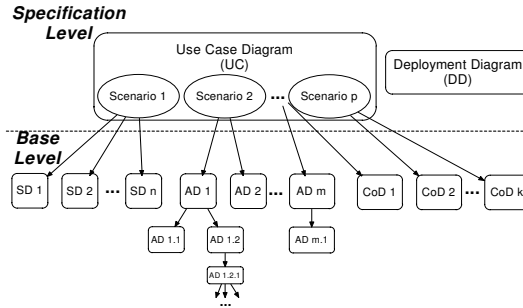 Specification Level
Use Case Diagram
(UC)
Deployment Diagram
(DD)
Scenario 1
Scenario 2
...
Scenario p
Base Level
SD 1
SD 2
...
SD n
AD 1
AD 2
...
AD m
CoD 1
CoD 2
...
CoD k
AD 1.1
AD 1.2
AD m.1
AD 1.2.1
...